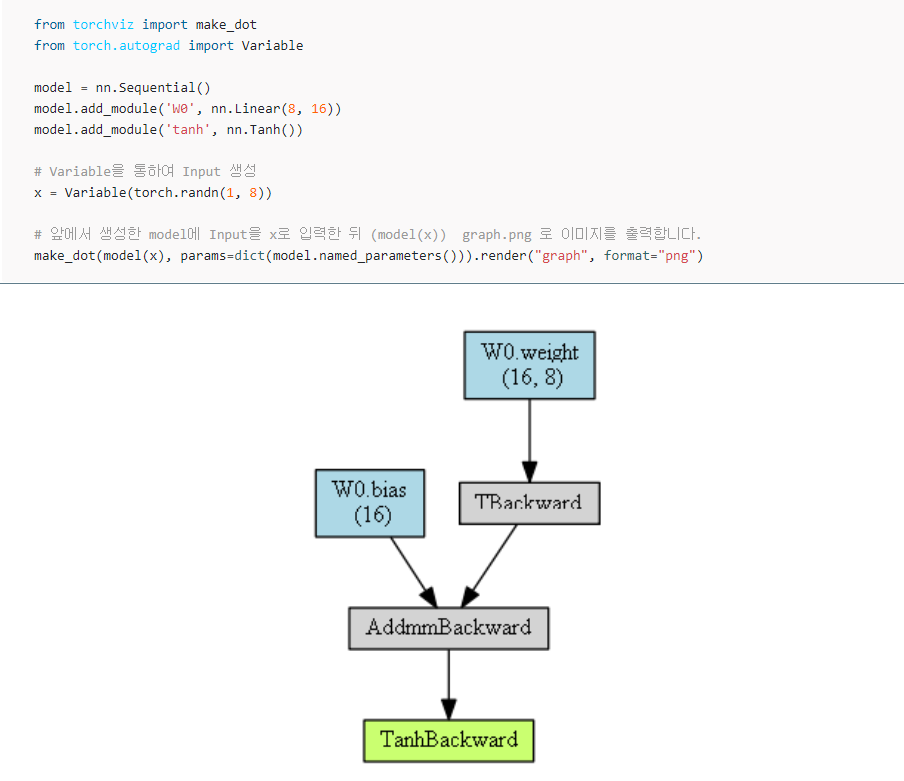 from torchviz import make_dot
from torch.autograd import Variable
model = nn.Sequential()
model.add_module('W0', nn.Linear(8, 16))
model.add_module('tanh', nn.Tanh())
# Variable을 통하여 Input 생성
x = Variable(torch.randn(1, 8))
# 앞에서 생성한 model에 Input을 x로 입력한 뒤 (model(x))  graph.png 로 이미지를 출력합니다.
make_dot(model(x), params=dict(model.named_parameters())).render("graph", format="png")
W0.weight
(16, 8)
W0.bias
(16)
TBackward
AddmmBackward
TanhBackward